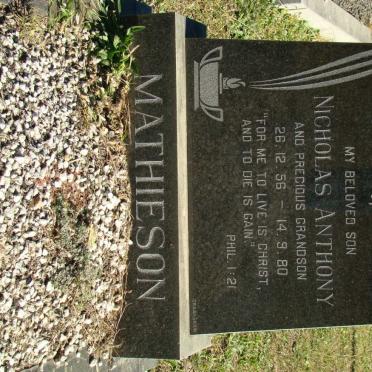 MY BELOVED SON
NICHOLAS ANTHONY
AND PRECIOUS GRANDSON
26.12.56 – 14.9.80
"FOR ME TO LIVE IS CHRIST,
AND TO DIE IS GAIN"
PHIL. 1:21
MATHIESON